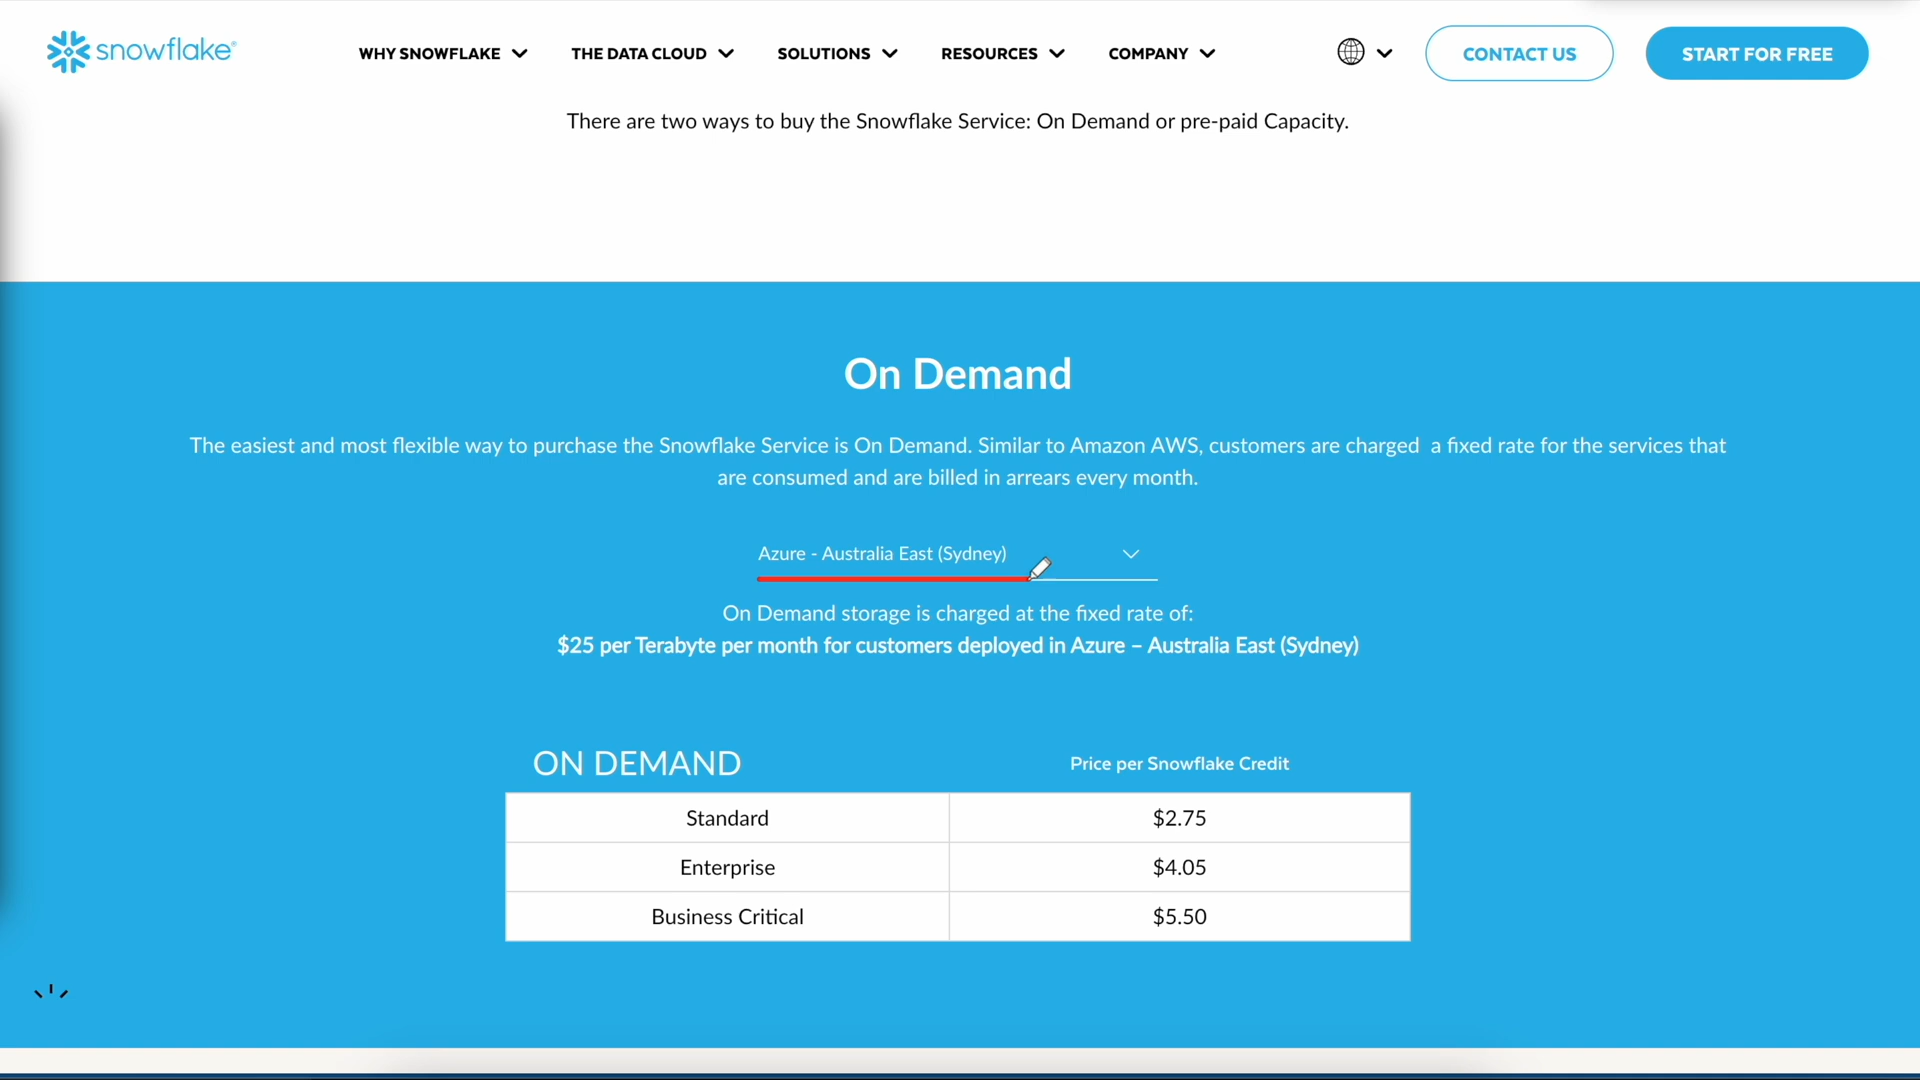 snowflake®
WHY SNOWFLAKE
THE DATA CLOUD
SOLUTIONS
RESOURCES
COMPANY
CONTACT US
START FOR FREE
There are two ways to buy the Snowflake Service: On Demand or pre-paid Capacity.
On Demand
The easiest and most flexible way to purchase the Snowflake Service is On Demand. Similar to Amazon AWS, customers are charged a fixed rate for the services that
are consumed and are billed in arrears every month.
Azure - Australia East (Sydney)
On Demand storage is charged at the fixed rate of:
$25 per Terabyte per month for customers deployed in Azure – Australia East (Sydney)
ON DEMAND Price per Snowflake Credit
Standard $2.75
Enterprise $4.05
Business Critical $5.50